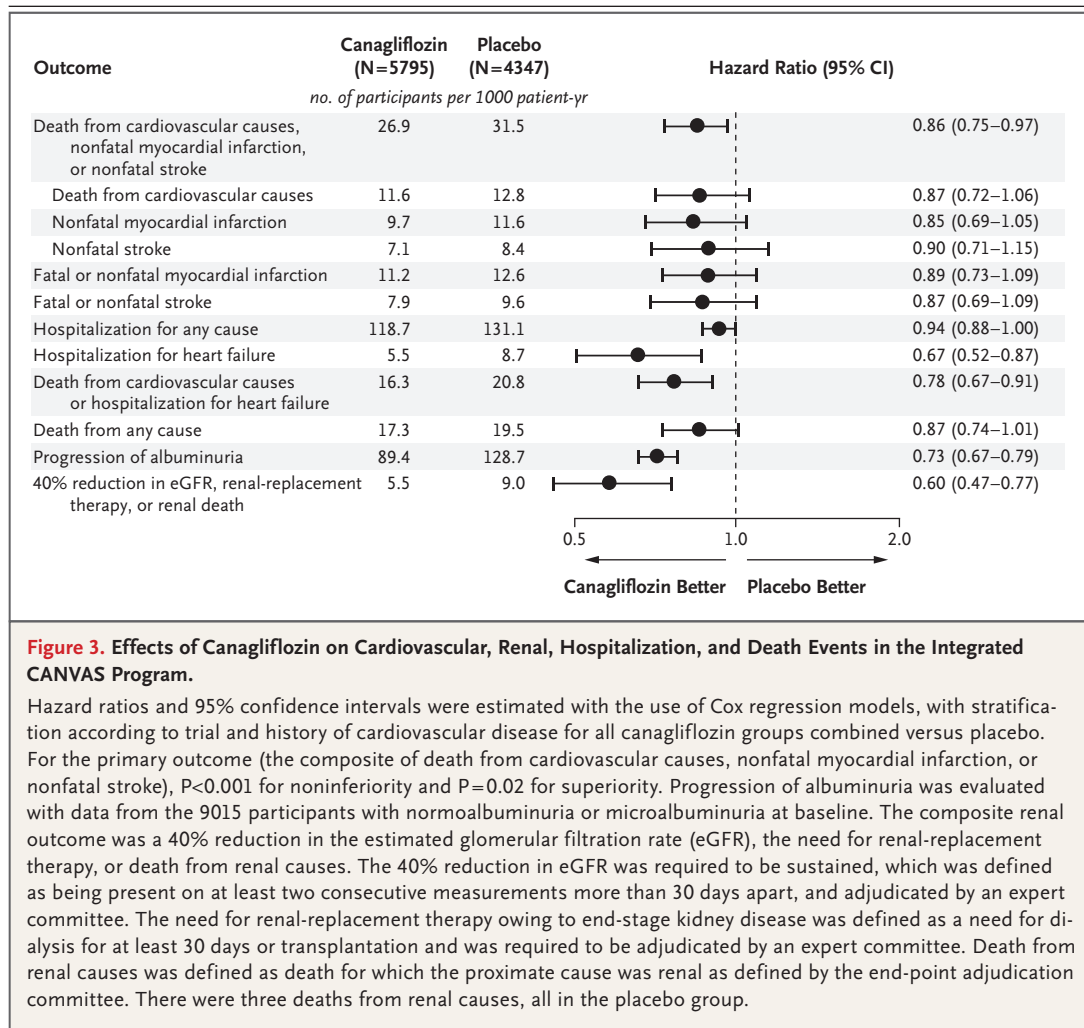 Outcome Canagliflozin (N=5795) Placebo (N=4347) Hazard Ratio (95% CI)
no. of participants per 1000 patient-yr
Death from cardiovascular causes, 26.9 31.5 0.86 (0.75–0.97)
nonfatal myocardial infarction,
or nonfatal stroke
Death from cardiovascular causes 11.6 12.8 0.87 (0.72–1.06)
Nonfatal myocardial infarction 9.7 11.6 0.85 (0.69–1.05)
Nonfatal stroke 7.1 8.4 0.90 (0.71–1.15)
Fatal or nonfatal myocardial infarction 11.2 12.6 0.89 (0.73–1.09)
Fatal or nonfatal stroke 7.9 9.6 0.87 (0.69–1.09)
Hospitalization for any cause 118.7 131.1 0.94 (0.88–1.00)
Hospitalization for heart failure 5.5 8.7 0.67 (0.52–0.87)
Death from cardiovascular causes 16.3 20.8 0.78 (0.67–0.91)
or hospitalization for heart failure
Death from any cause 17.3 19.5 0.87 (0.74–1.01)
Progression of albuminuria 89.4 128.7 0.73 (0.67–0.79)
40% reduction in eGFR, renal-replacement 5.5 9.0 0.60 (0.47–0.77)
therapy, or renal death
0.5 1.0 2.0
Canagliflozin Better Placebo Better
Figure 3. Effects of Canagliflozin on Cardiovascular, Renal, Hospitalization, and Death Events in the Integrated
CANVAS Program.
Hazard ratios and 95% confidence intervals were estimated with the use of Cox regression models, with stratifica-
tion according to trial and history of cardiovascular disease for all canagliflozin groups combined versus placebo.
For the primary outcome (the composite of death from cardiovascular causes, nonfatal myocardial infarction, or
nonfatal stroke), P<0.001 for noninferiority and P=0.02 for superiority. Progression of albuminuria was evaluated
with data from the 9015 participants with normoalbuminuria or microalbuminuria at baseline. The composite renal
outcome was a 40% reduction in the estimated glomerular filtration rate (eGFR), the need for renal-replacement
therapy, or death from renal causes. The 40% reduction in eGFR was required to be sustained, which was defined
as being present on at least two consecutive measurements more than 30 days apart, and adjudicated by an expert
committee. The need for renal-replacement therapy owing to end-stage kidney disease was defined as a need for di-
alysis for at least 30 days or transplantation and was required to be adjudicated by an expert committee. Death from
renal causes was defined as death for which the proximate cause was renal as defined by the end-point adjudication
committee. There were three deaths from renal causes, all in the placebo group.